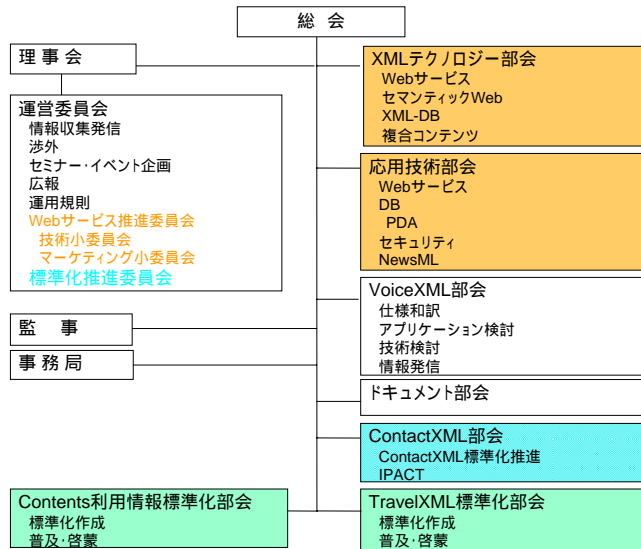 総 会
理 事 会
運営委員会
情報収集発信
渉外
セミナー・イベント企画
広報
運用規則
Webサービス推進委員会
技術小委員会
マーケティング小委員会
標準化推進委員会
監 事
事 務 局
Contents利用情報標準化部会
標準化作成
普及・啓蒙
XMLテクノロジー部会
Webサービス
セマンティックWeb
XML-DB
複合コンテンツ
応用技術部会
Webサービス
DB
PDA
セキュリティ
NewsML
VoiceXML部会
仕様和訳
アプリケーション検討
技術検討
情報発信
ドキュメント部会
ContactXML部会
ContactXML標準化推進
IPACT
TravelXML標準化部会
標準化作成
普及・啓蒙